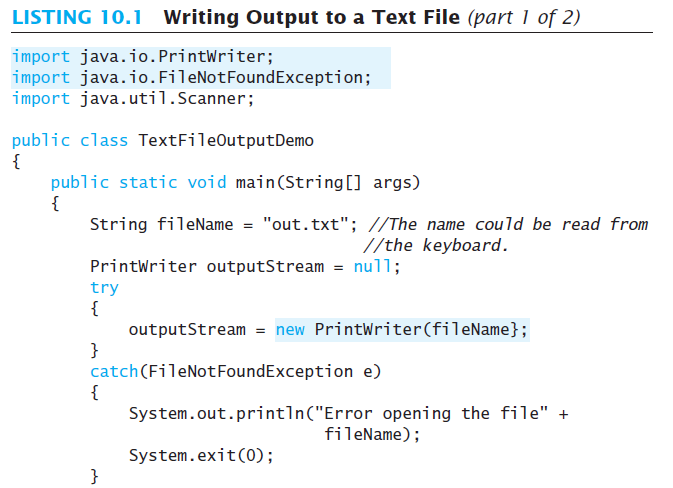 LISTING 10.1 Writing Output to a Text File (part 1 of 2)
import java.io.PrintWriter;
import java.io.FileNotFoundException;
import java.util.Scanner;
public class TextFileOutputDemo
{
    public static void main(String[] args)
    {
        String fileName = "out.txt"; //The name could be read from
                                     //the keyboard.
        PrintWriter outputStream = null;
        try
        {
            outputStream = new PrintWriter(fileName};
        }
        catch(FileNotFoundException e)
        {
            System.out.println("Error opening the file" +
                                fileName);
            System.exit(0);
        }